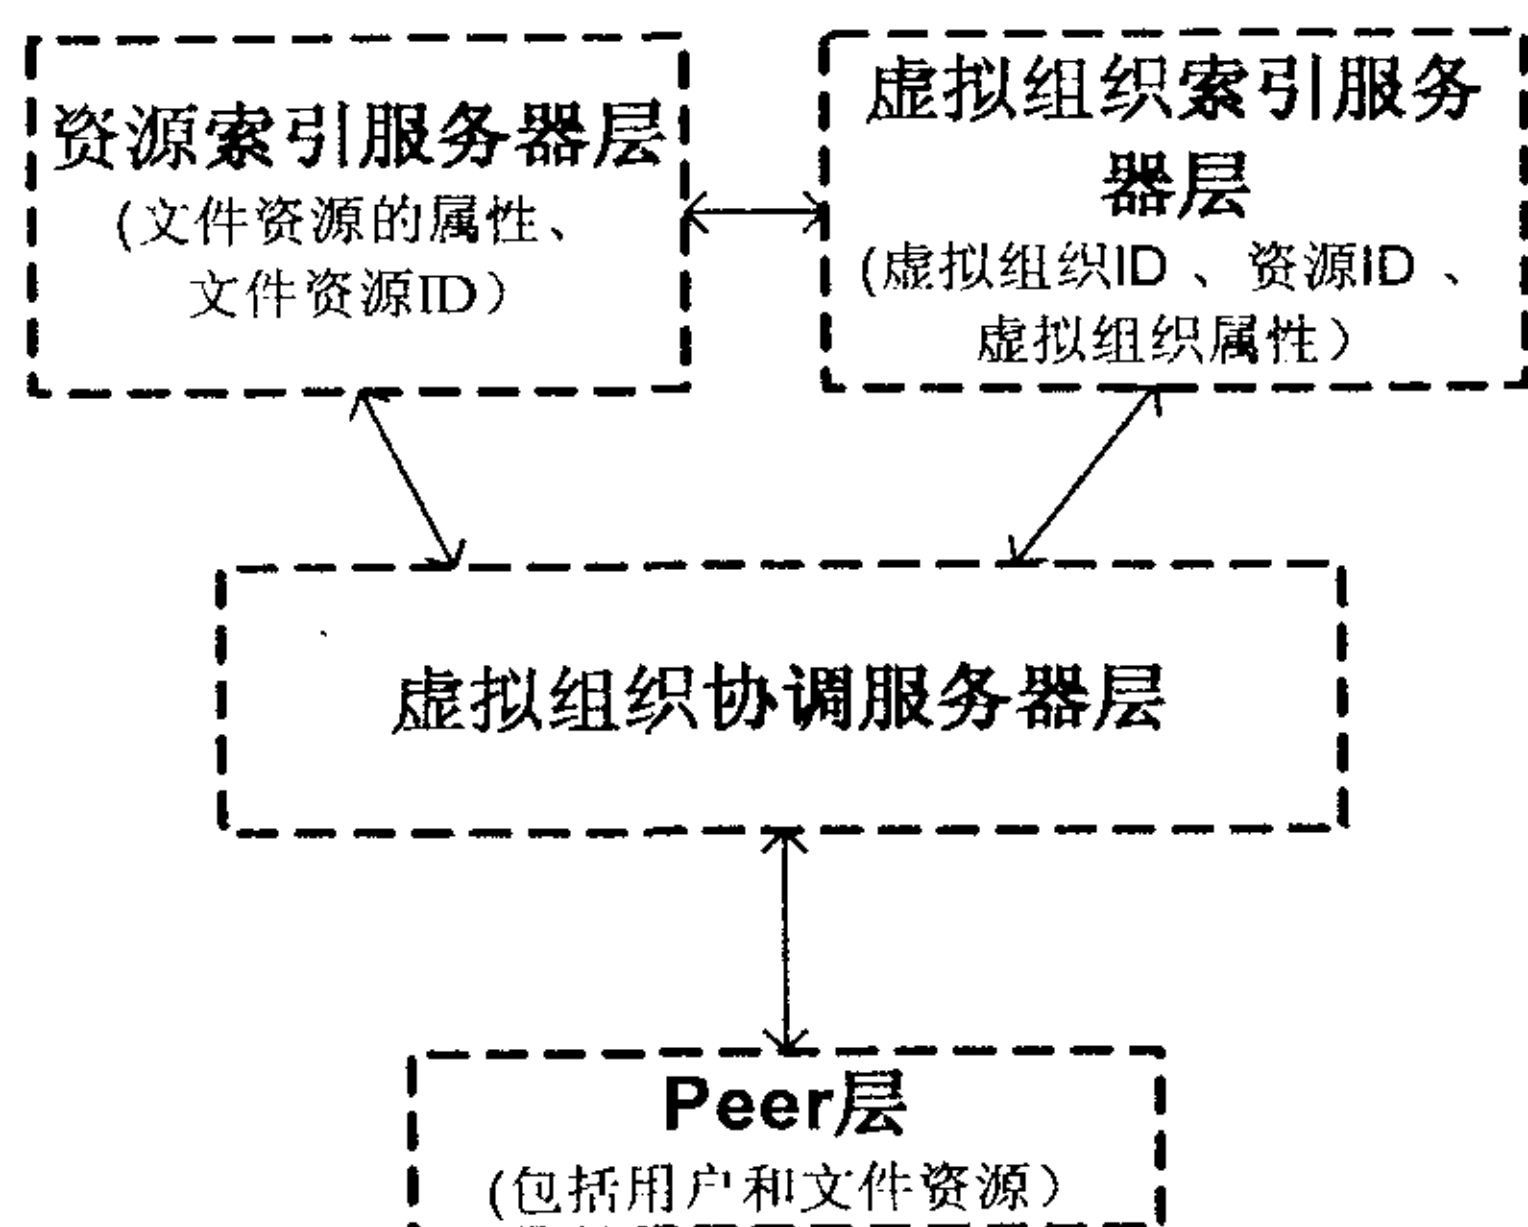 资源索引服务器层
(文件资源的属性、
文件资源ID)
虚拟组织索引服务
器层
(虚拟组织ID 、资源ID 、
虚拟组织属性)
虚拟组织协调服务器层
Peer层
(包括用户和文件资源)